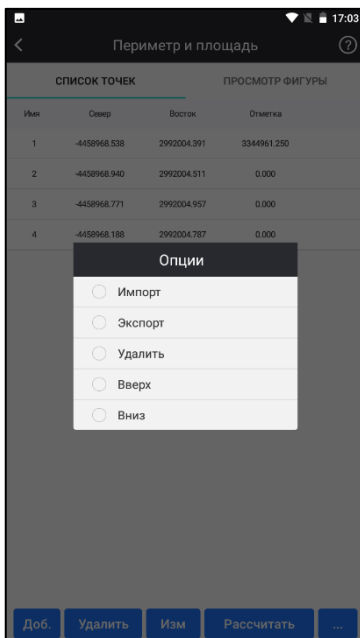 17:03
Периметр и площадь
?
СПИСОК ТОЧЕК ПРОСМОТР ФИГУРЫ
Имя Север Восток Отметка
1 -4458968.538 2992004.391 3344961.250
2 -4458968.940 2992004.511 0.000
3 -4458968.771 2992004.957 0.000
4 -4458968.188 2992004.787 0.000
Опции
Импорт
Экспорт
Удалить
Вверх
Вниз
Доб. Удалить Изм Рассчитать ...